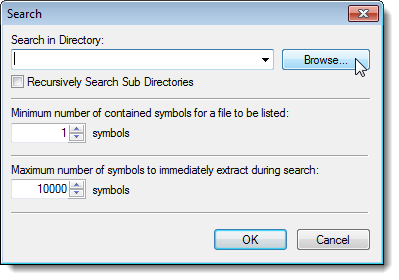 Search
Search in Directory:
Browse...
Recursively Search Sub Directories
Minimum number of contained symbols for a file to be listed:
1 symbols
Maximum number of symbols to immediately extract during search:
10000 symbols
OK Cancel